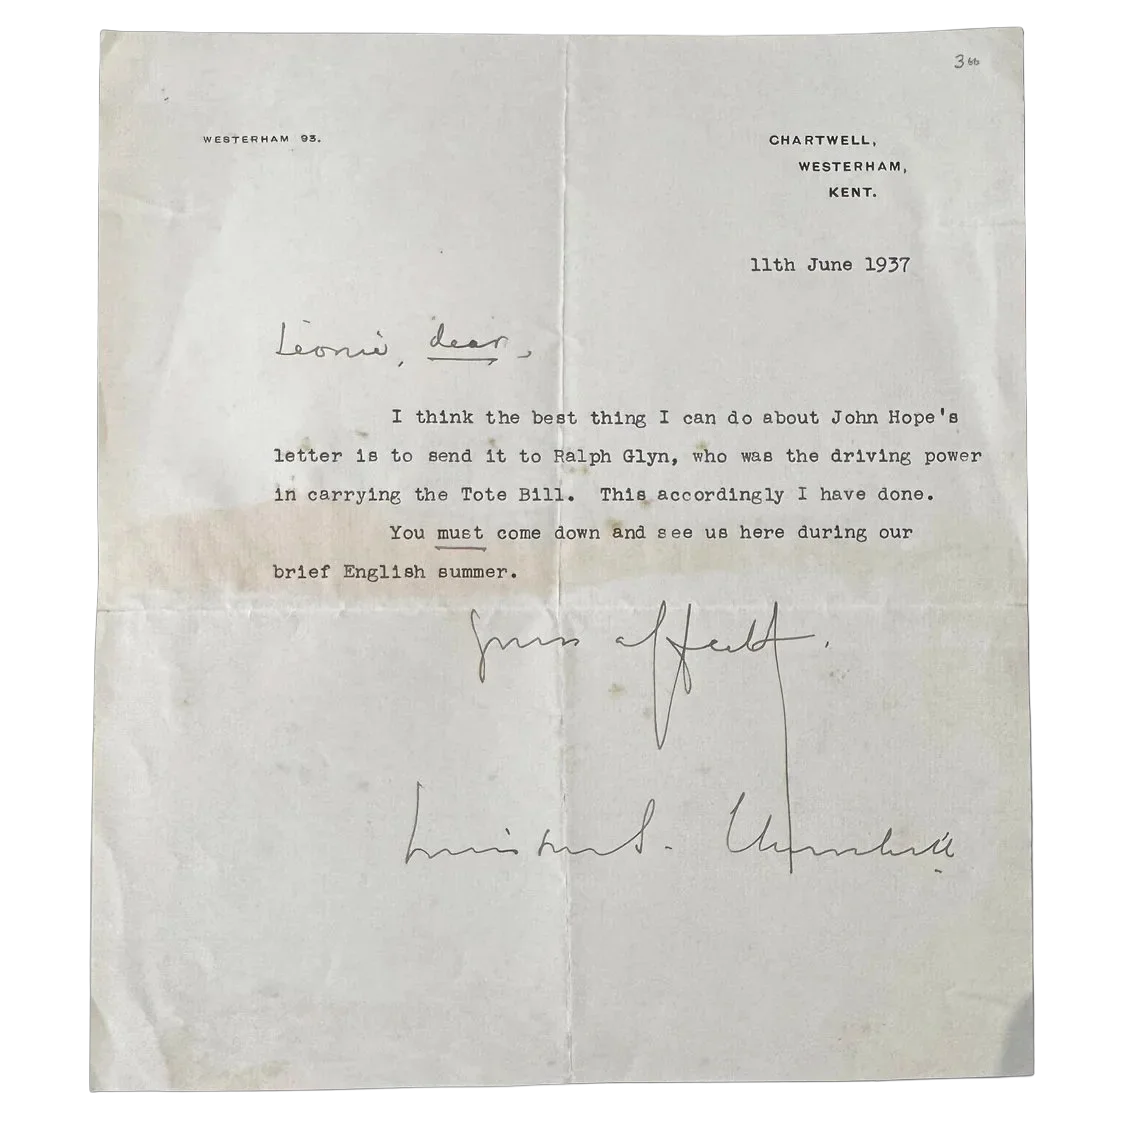 3
WESTERHAM 93.
CHARTWELL,
WESTERHAM,
KENT.
11th June 1937
Leonie, dear,
I think the best thing I can do about John Hope's
letter is to send it to Ralph Glyn, who was the driving power
in carrying the Tote Bill. This accordingly I have done.
You must come down and see us here during our
brief English summer.
Yours affect.
Winston S. Churchill